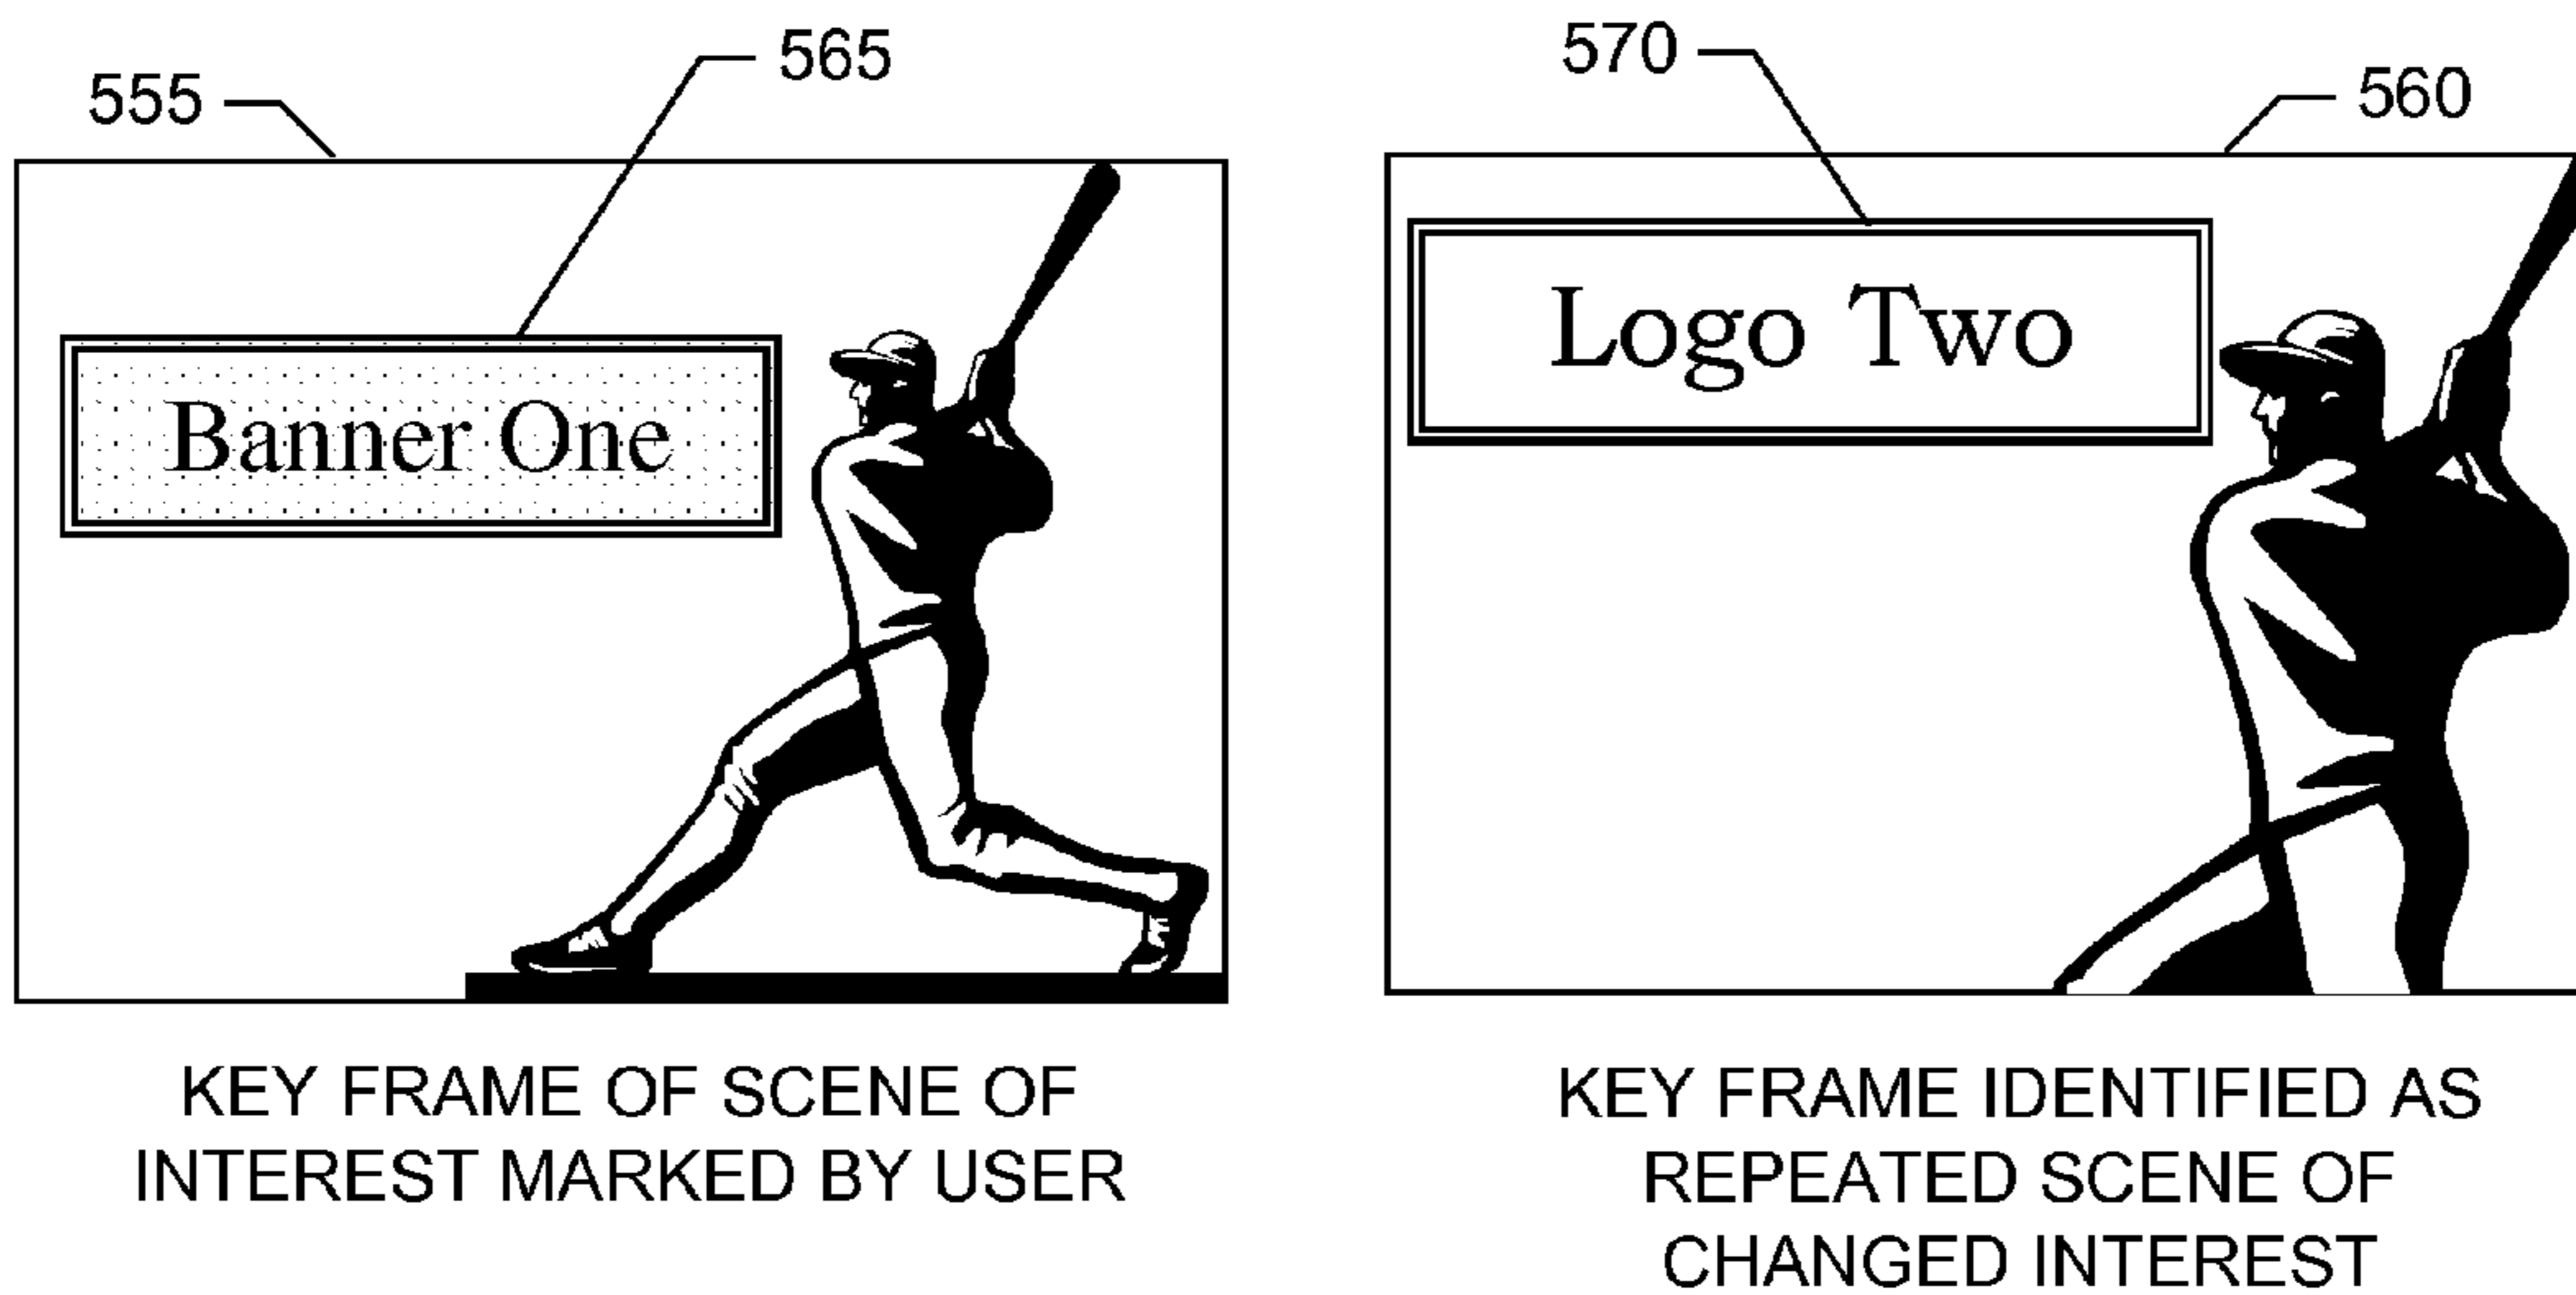 555
565
Banner One
KEY FRAME OF SCENE OF
INTEREST MARKED BY USER
570
560
Logo Two
KEY FRAME IDENTIFIED AS
REPEATED SCENE OF
CHANGED INTEREST